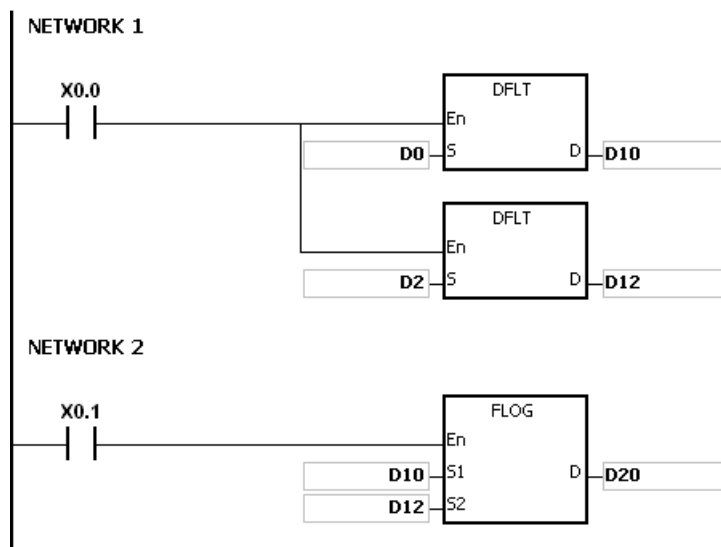 NETWORK 1
X0.0
DFLT
En
D0 S D D10
DFLT
En
D2 S D D12
NETWORK 2
X0.1
FLOG
En
D10 S1 D D20
D12 S2